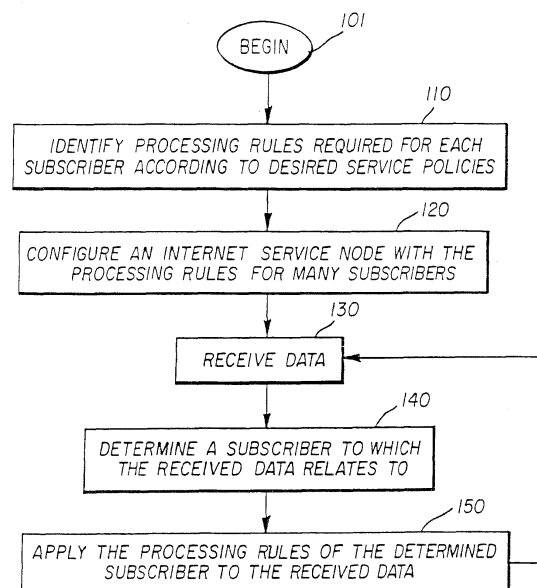 101
BEGIN
110
IDENTIFY PROCESSING RULES REQUIRED FOR EACH
SUBSCRIBER ACCORDING TO DESIRED SERVICE POLICIES
120
CONFIGURE AN INTERNET SERVICE NODE WITH THE
PROCESSING RULES FOR MANY SUBSCRIBERS
130
RECEIVE DATA
140
DETERMINE A SUBSCRIBER TO WHICH
THE RECEIVED DATA RELATES TO
150
APPLY THE PROCESSING RULES OF THE DETERMINED
SUBSCRIBER TO THE RECEIVED DATA